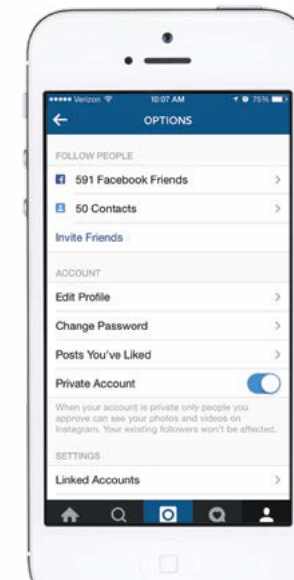 Verizon 10:07 AM 75%
OPTIONS
FOLLOW PEOPLE
591 Facebook Friends
50 Contacts
Invite Friends
ACCOUNT
Edit Profile
Change Password
Posts You've Liked
Private Account
When your account is private only people you
approve can see your photos and videos on
Instagram. Your existing followers won't be affected.
SETTINGS
Linked Accounts